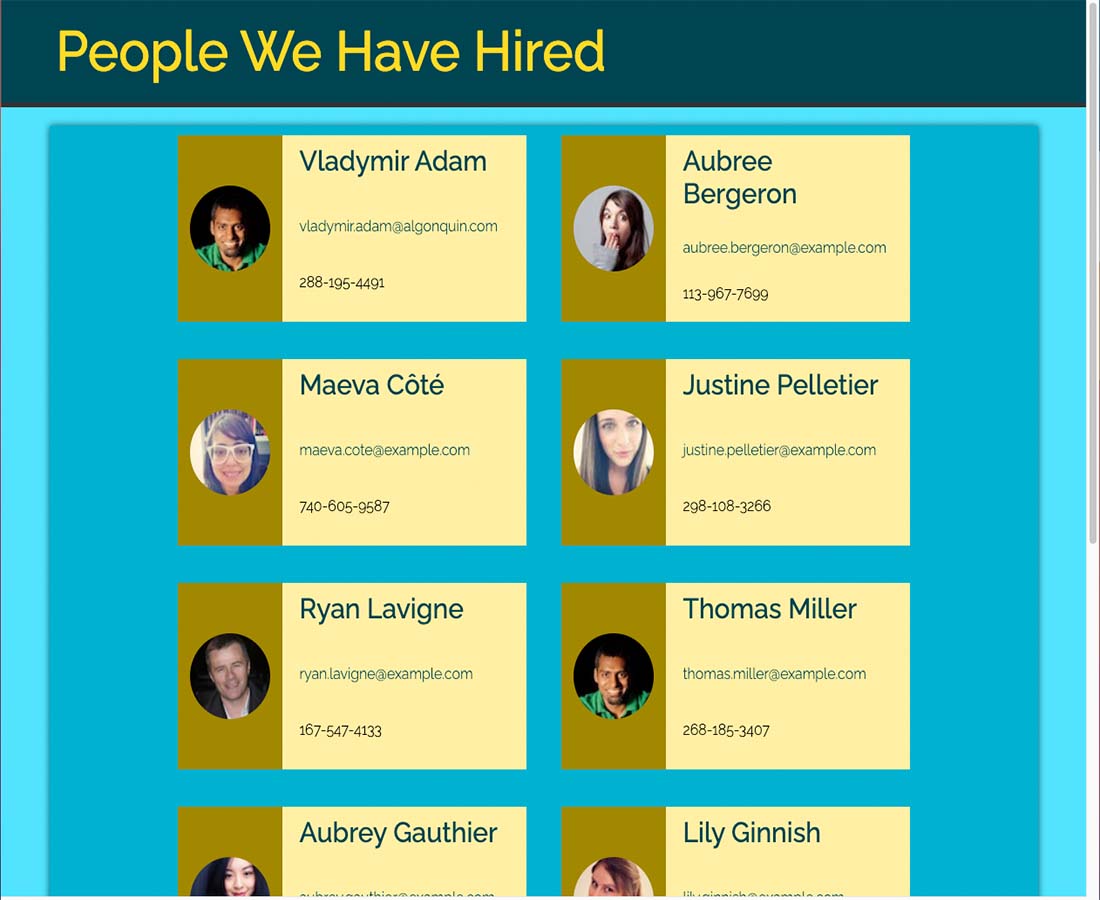 People We Have Hired
Vladymir Adam
vladymir.adam@algonquin.com
288-195-4491
Aubree
Bergeron
aubree.bergeron@example.com
113-967-7699
Maeva Côté
maeva.cote@example.com
740-605-9587
Justine Pelletier
justine.pelletier@example.com
298-108-3266
Ryan Lavigne
ryan.lavigne@example.com
167-547-4133
Thomas Miller
thomas.miller@example.com
268-185-3407
Aubrey Gauthier
Lily Ginnish